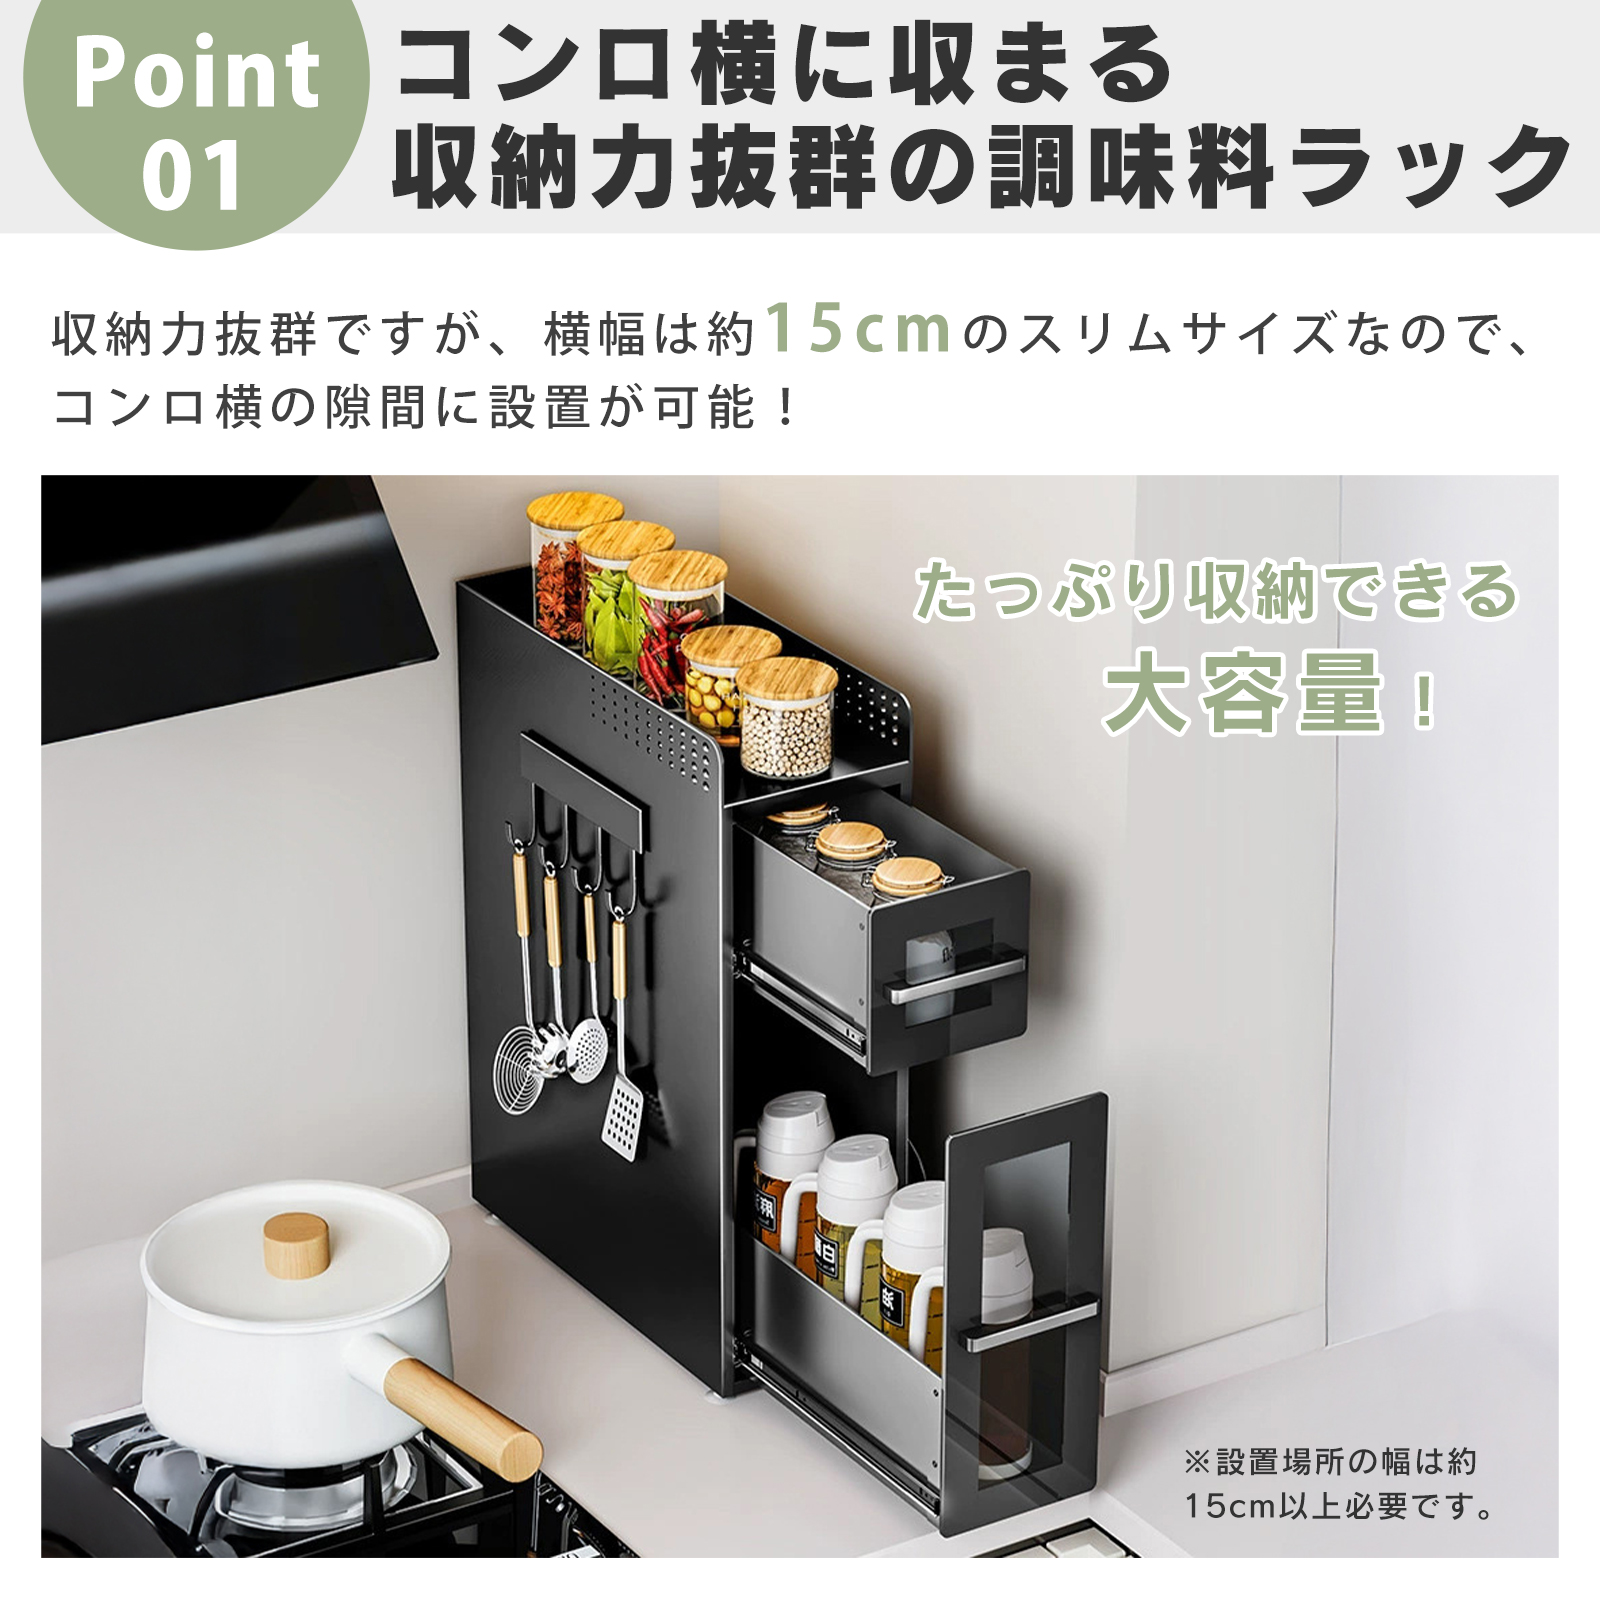 Point
01
コンロ横に収まる
収納力抜群の調味料ラック
収納力抜群ですが、横幅は約15cmのスリムサイズなので、
コンロ横の隙間に設置が可能！
たっぷり収納できる
大容量！
※設置場所の幅は約
15cm以上必要です。